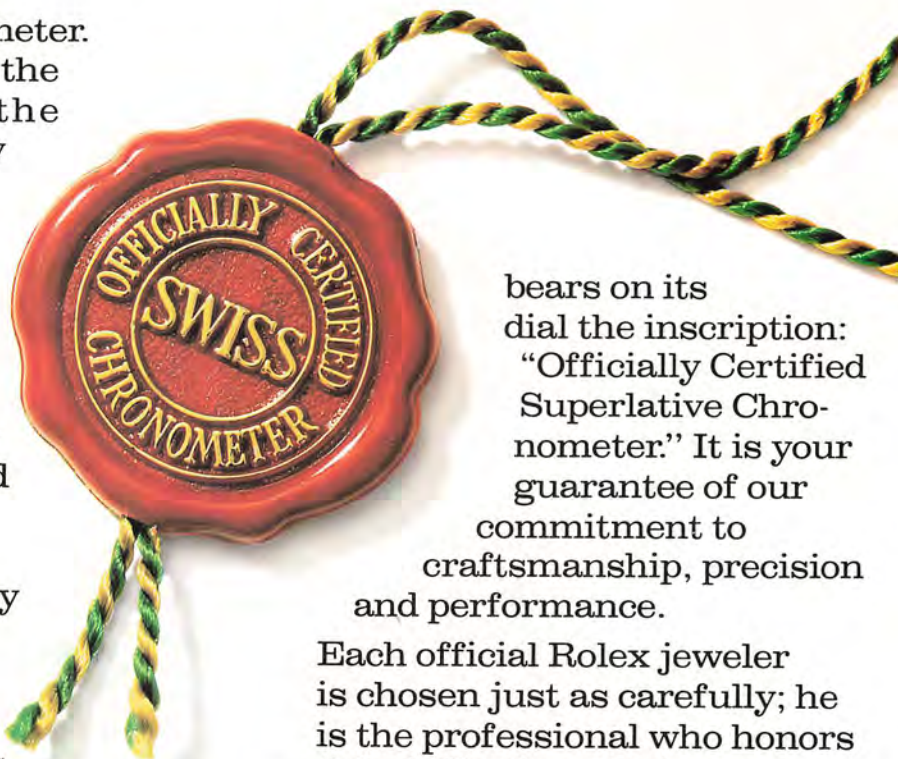 the
the
OFFICIALLY CERTIFIED
CHRONOMETER
SWISS
bears on its
dial the inscription:
“Officially Certified
Superlative Chro-
nometer.” It is your
guarantee of our
commitment to
craftsmanship, precision
and performance.
Each official Rolex jeweler
is chosen just as carefully; he
is the professional who honors